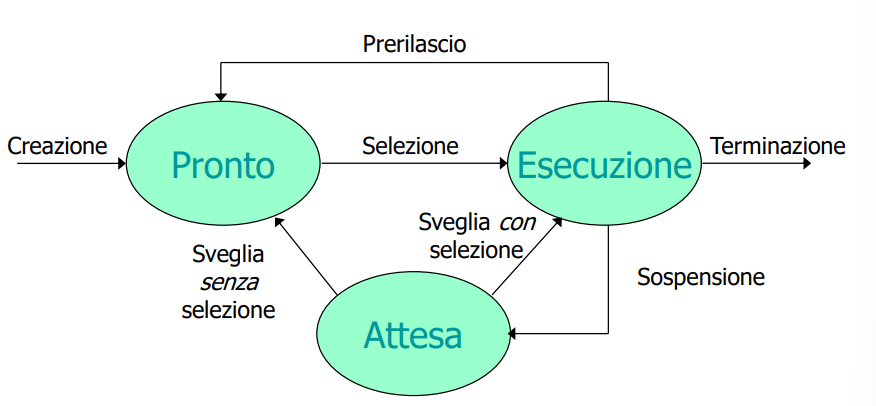 Prerilascio
Creazione
Pronto
Selezione
Esecuzione
Terminazione
Sveglia con
selezione
Sveglia
senza
selezione
Sospensione
Attesa